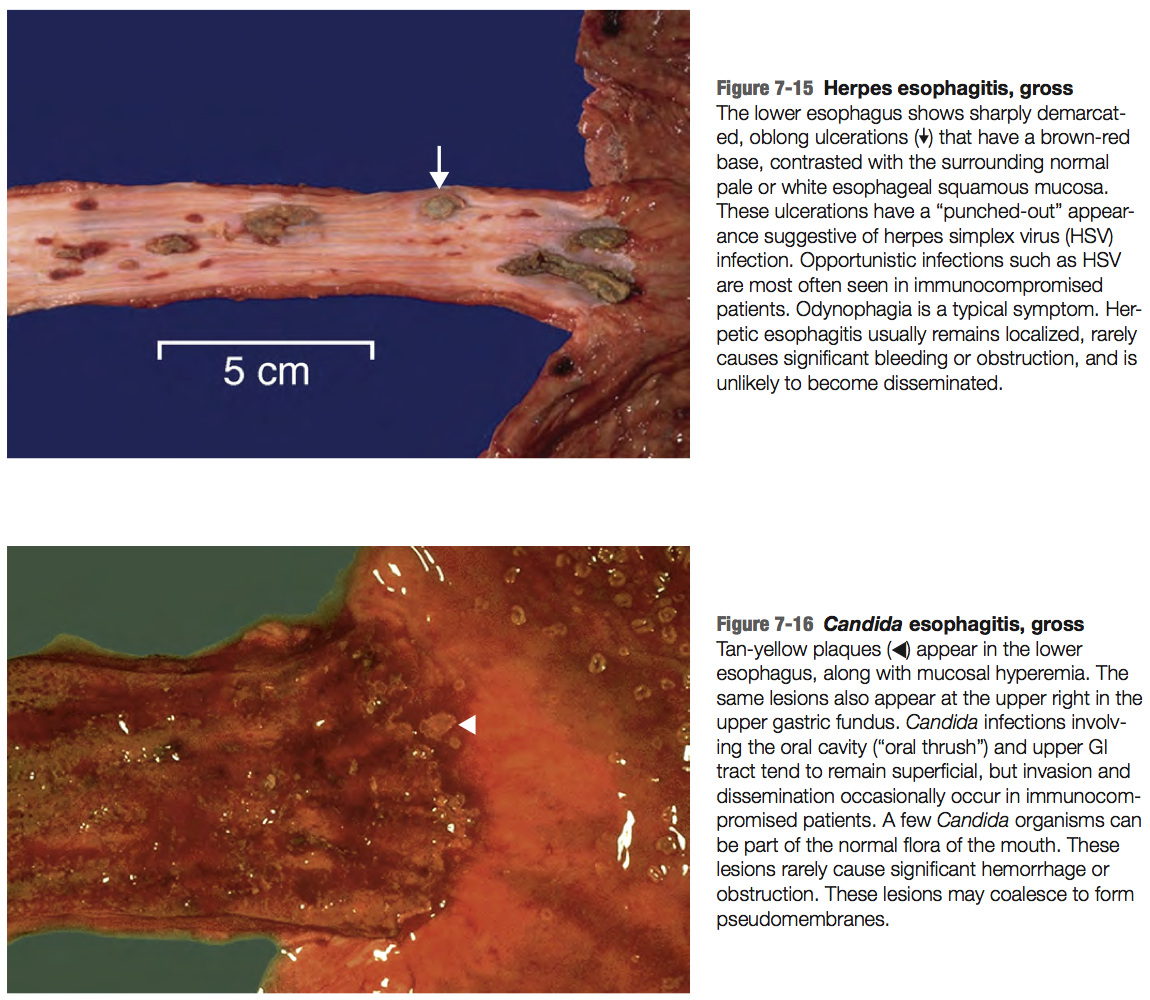 Figure 7-15 Herpes esophagitis, gross
The lower esophagus shows sharply demarcat-
ed, oblong ulcerations (↓) that have a brown-red
base, contrasted with the surrounding normal
pale or white esophageal squamous mucosa.
These ulcerations have a “punched-out” appear-
ance suggestive of herpes simplex virus (HSV)
infection. Opportunistic infections such as HSV
are most often seen in immunocompromised
patients. Odynophagia is a typical symptom. Her-
petic esophagitis usually remains localized, rarely
causes significant bleeding or obstruction, and is
unlikely to become disseminated.
5 cm
Figure 7-16 Candida esophagitis, gross
Tan-yellow plaques (◀) appear in the lower
esophagus, along with mucosal hyperemia. The
same lesions also appear at the upper right in the
upper gastric fundus. Candida infections involv-
ing the oral cavity (“oral thrush”) and upper GI
tract tend to remain superficial, but invasion and
dissemination occasionally occur in immunocom-
promised patients. A few Candida organisms can
be part of the normal flora of the mouth. These
lesions rarely cause significant hemorrhage or
obstruction. These lesions may coalesce to form
pseudomembranes.